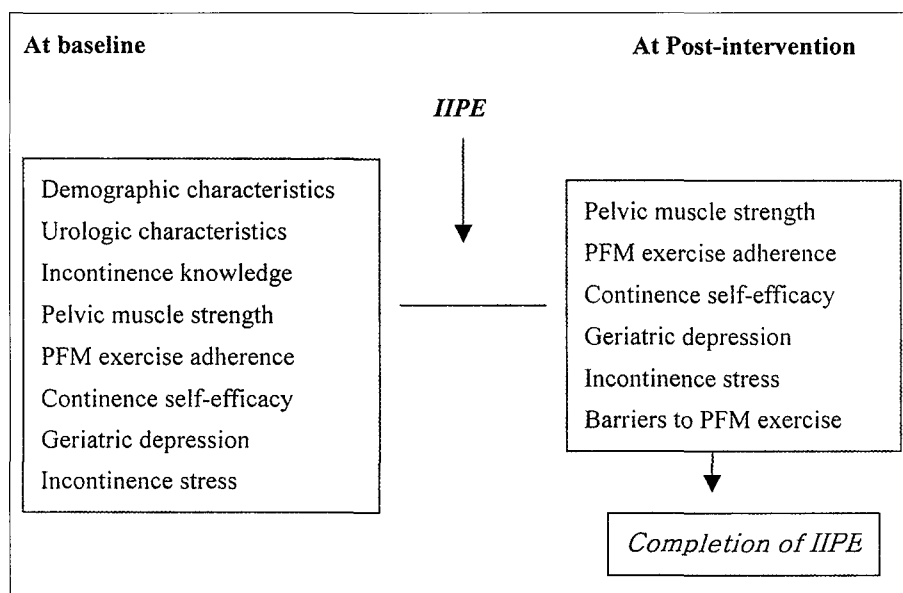 At baseline
At Post-intervention
IIPE
Demographic characteristics
Urologic characteristics
Incontinence knowledge
Pelvic muscle strength
PFM exercise adherence
Continence self-efficacy
Geriatric depression
Incontinence stress
Pelvic muscle strength
PFM exercise adherence
Continence self-efficacy
Geriatric depression
Incontinence stress
Barriers to PFM exercise
Completion of IIPE